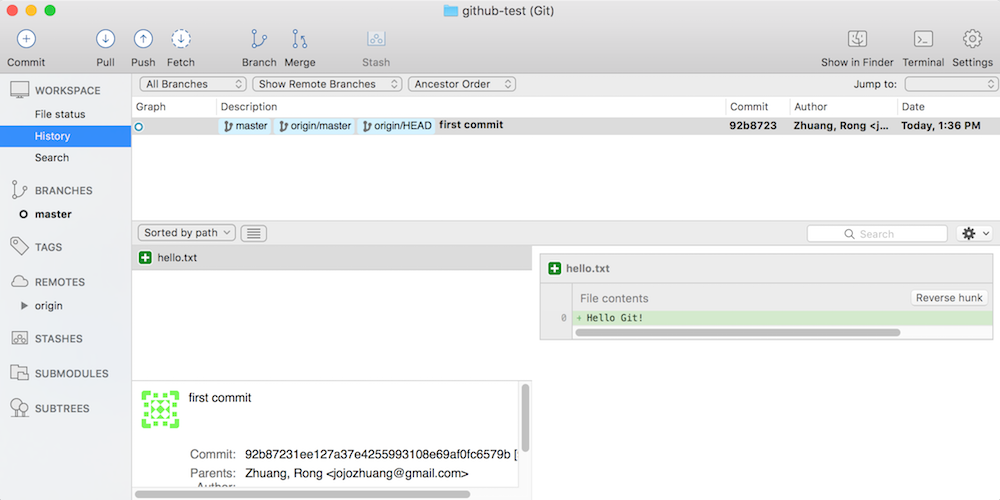 github-test (Git)
Commit Pull Push Fetch Branch Merge Stash Show in Finder Terminal Settings
WORKSPACE
File status
History
Search
BRANCHES
master
TAGS
REMOTES
origin
STASHES
SUBMODULES
SUBTREES
All Branches Show Remote Branches Ancestor Order Jump to:
Graph Description Commit Author Date
master origin/master origin/HEAD first commit 92b8723 Zhuang, Rong <j... Today, 1:36 PM
Sorted by path Search
hello.txt
first commit
Commit: 92b87231ee127a37e4255993108e69af0fc6579b [
Parents: Zhuang, Rong <jojozhuang@gmail.com>
Author:
hello.txt
File contents Reverse hunk
0 + Hello Git!